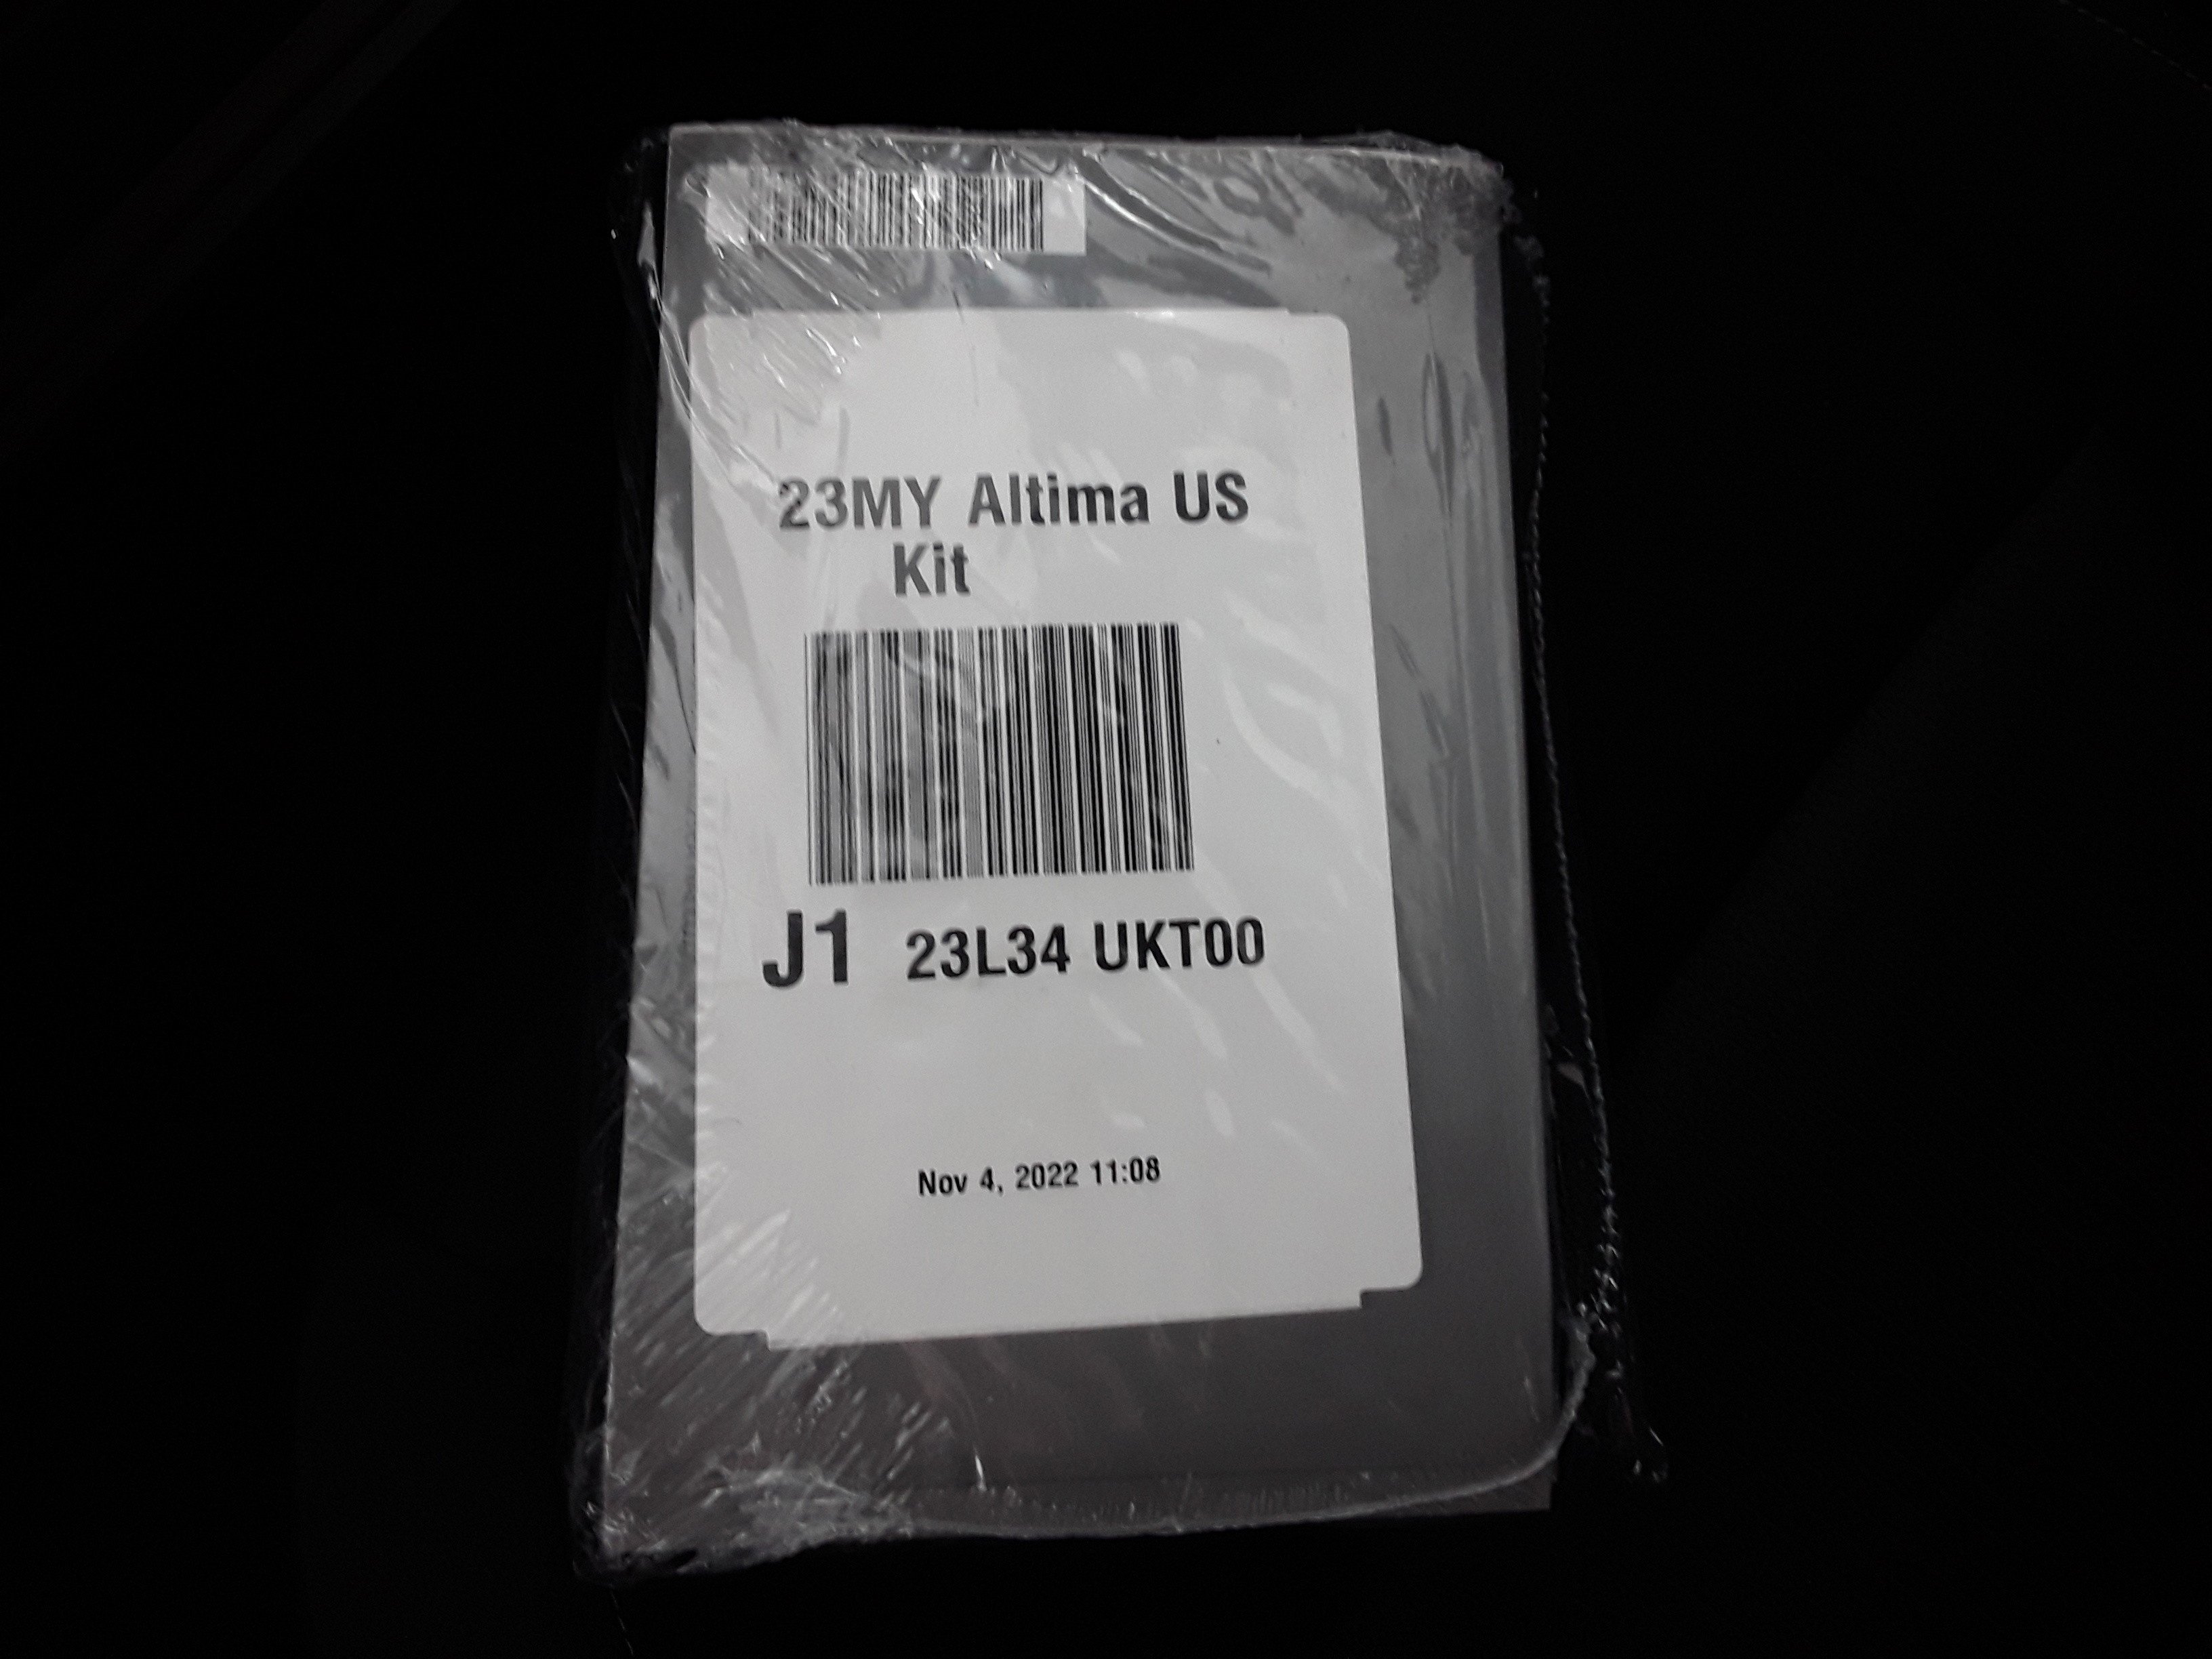 23MY Altima US
Kit
J1 23L34 UKT00
Nov 4, 2022 11:08